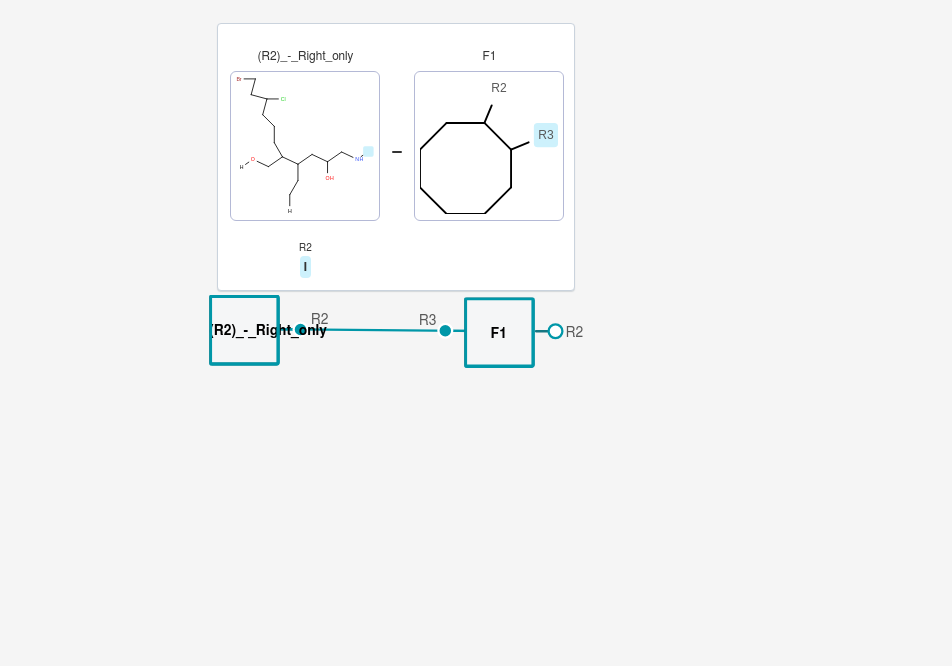 (R2)_-_Right_only
F1
Br
Cl
R2
R3
H
O
NH
OH
H
R2
I
(R2)_-_Right_only
R2
R3
F1
R2